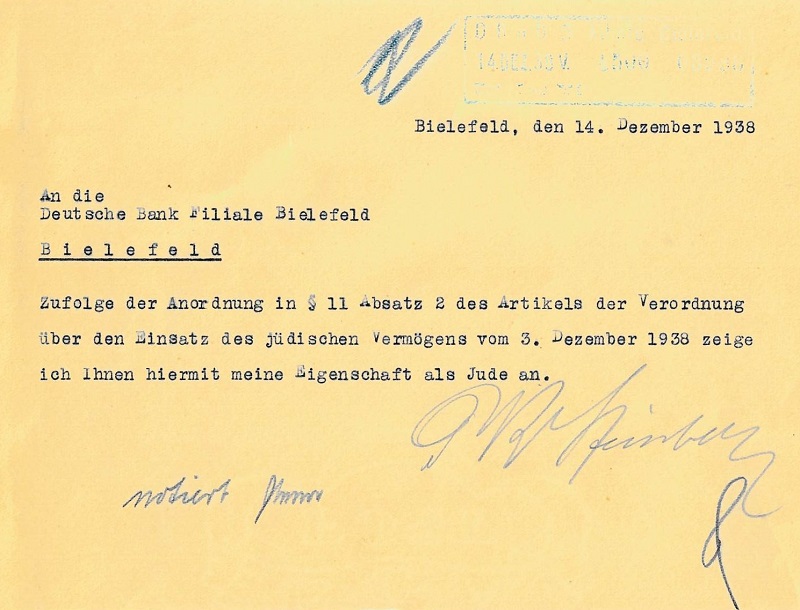 Bielefeld, den 14. Dezember 1938
An die
Deutsche Bank Filiale Bielefeld
Bielefeld
Zufolge der Anordnung in § 11 Absatz 2 des Artikels der Verordnung
über den Einsatz des jüdischen Vermögens vom 3. Dezember 1938 zeige
ich Ihnen hiermit meine Eigenschaft als Jude an.
notiert